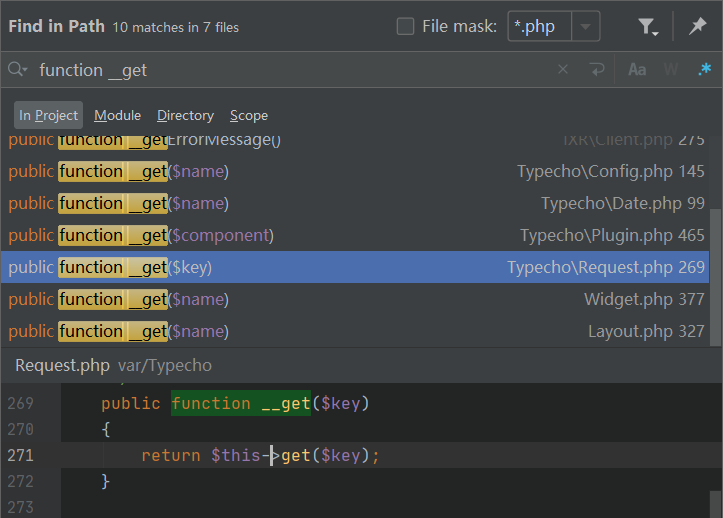 Find in Path 10 matches in 7 files File mask: *.php
function __get Aa W .*
In Project Module Directory Scope
public function __getErrorMessage() IXR\Client.php 275
public function __get($name) Typecho\Config.php 145
public function __get($name) Typecho\Date.php 99
public function __get($component) Typecho\Plugin.php 465
public function __get($key) Typecho\Request.php 269
public function __get($name) Widget.php 377
public function __get($name) Layout.php 327
Request.php var/Typecho
269 public function __get($key)
270 {
271 return $this->get($key);
272 }
273